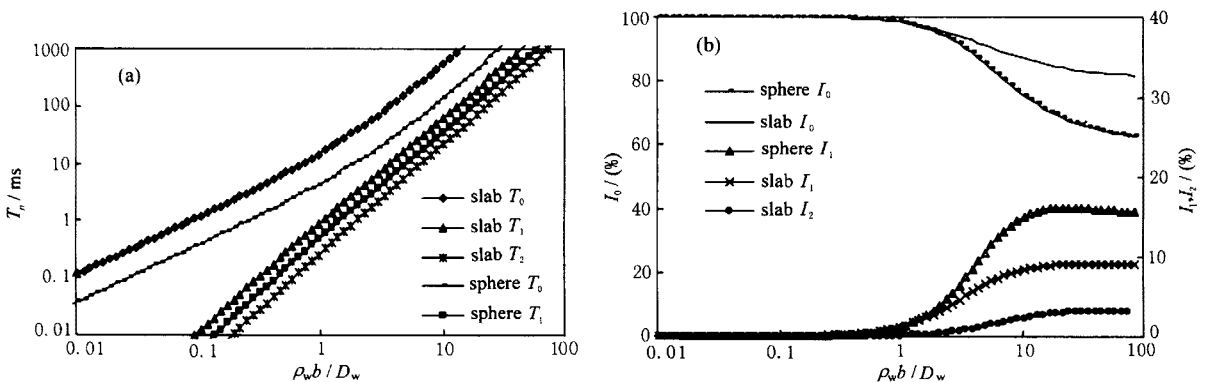 (a)
1000
100
10
1
0.1
0.01
T_n / ms
0.01
0.1
1
10
100
ρ_w b / D_w
slab T_0
slab T_1
slab T_2
sphere T_0
sphere T_1
(b)
100
80
60
40
20
0
I_0 / (%)
40
30
20
10
0
I_1, I_2 / (%)
0.01
0.1
1
10
100
ρ_w b / D_w
sphere I_0
slab I_0
sphere I_1
slab I_1
slab I_2